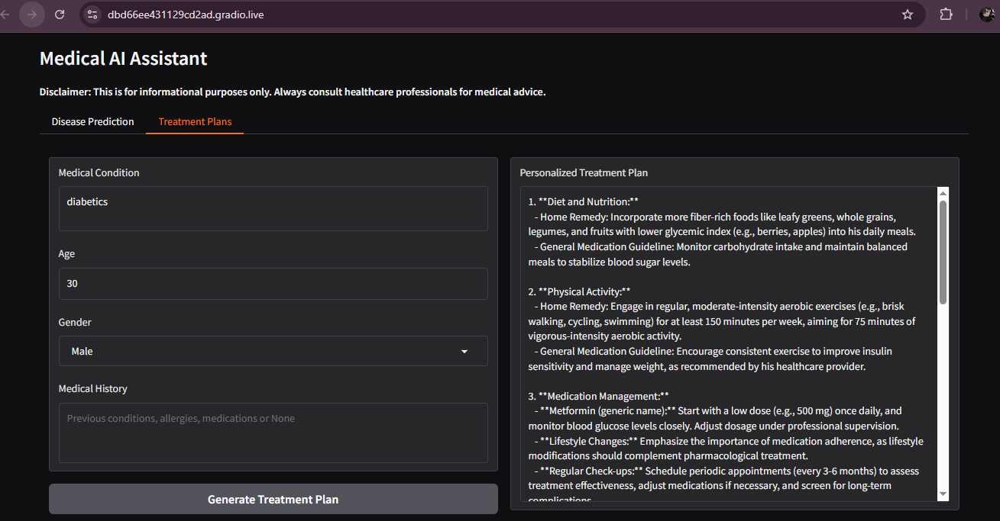 dbd66ee431129cd2ad.gradio.live
Medical AI Assistant
Disclaimer: This is for informational purposes only. Always consult healthcare professionals for medical advice.
Disease Prediction
Treatment Plans
Medical Condition
diabetics
Age
30
Gender
Male
Medical History
Previous conditions, allergies, medications or None
Generate Treatment Plan
Personalized Treatment Plan
1. **Diet and Nutrition:**
- Home Remedy: Incorporate more fiber-rich foods like leafy greens, whole grains,
legumes, and fruits with lower glycemic index (e.g., berries, apples) into his daily meals.
- General Medication Guideline: Monitor carbohydrate intake and maintain balanced
meals to stabilize blood sugar levels.
2. **Physical Activity:**
- Home Remedy: Engage in regular, moderate-intensity aerobic exercises (e.g., brisk
walking, cycling, swimming) for at least 150 minutes per week, aiming for 75 minutes of
vigorous-intensity aerobic activity.
- General Medication Guideline: Encourage consistent exercise to improve insulin
sensitivity and manage weight, as recommended by his healthcare provider.
3. **Medication Management:**
- **Metformin (generic name):** Start with a low dose (e.g., 500 mg) once daily, and
monitor blood glucose levels closely. Adjust dosage under professional supervision.
- **Lifestyle Changes:** Emphasize the importance of medication adherence, as lifestyle
modifications should complement pharmacological treatment.
- **Regular Check-ups:** Schedule periodic appointments (every 3-6 months) to assess
treatment effectiveness, adjust medications if necessary, and screen for long-term
complications